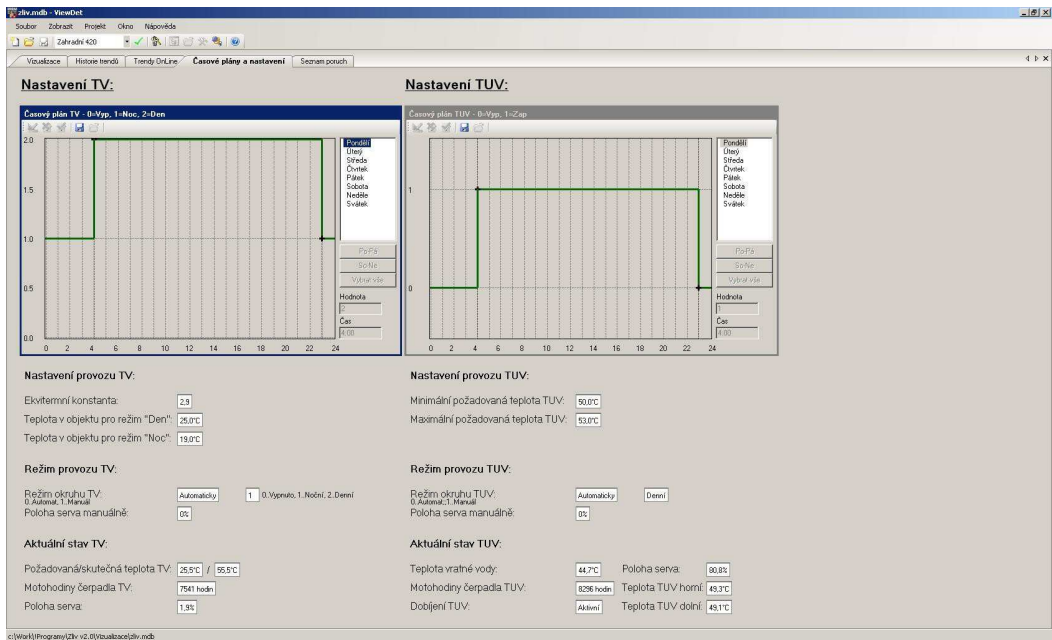 zliv.mdb - ViewDet
Soubor Zobrazit Projekt Okno Nápověda
Zahradní 420
Vizualizace Historie trendů Trendy OnLine Časové plány a nastavení Seznam poruch
Nastavení TV: Nastavení TUV:
Časový plán TV - 0=Vyp, 1=Noc, 2=Den
2.0
1.5
1.0
0.5
0.0
0 2 4 6 8 10 12 14 16 18 20 22 24
Pondělí
Úterý
Středa
Čtvrtek
Pátek
Sobota
Neděle
Svátek
Po-Pá
So-Ne
Vybrat vše
Hodnota
2
Čas
4:00
Časový plán TUV - 0=Vyp, 1=Zap
1
0
0 2 4 6 8 10 12 14 16 18 20 22 24
Pondělí
Úterý
Středa
Čtvrtek
Pátek
Sobota
Neděle
Svátek
Po-Pá
So-Ne
Vybrat vše
Hodnota
1
Čas
4:00
Nastavení provozu TV:
Ekvitermní konstanta: 2,9
Teplota v objektu pro režim "Den": 25,0°C
Teplota v objektu pro režim "Noc": 19,0°C
Režim provozu TV:
Režim okruhu TV: Automaticky 1 0..Vypnuto, 1..Noční, 2..Denní
0..Automat, 1..Manuál
Poloha serva manuálně: 0%
Aktuální stav TV:
Požadovaná/skutečná teplota TV: 25,5°C / 55,5°C
Motohodiny čerpadla TV: 7541 hodin
Poloha serva: 1,9%
Nastavení provozu TUV:
Minimální požadovaná teplota TUV: 50,0°C
Maximální požadovaná teplota TUV: 53,0°C
Režim provozu TUV:
Režim okruhu TUV: Automaticky Denní
0..Automat.,1..Manuál
Poloha serva manuálně: 0%
Aktuální stav TUV:
Teplota vratné vody: 44,7°C Poloha serva: 80,8%
Motohodiny čerpadla TUV: 8296 hodin Teplota TUV horní: 49,3°C
Dobíjení TUV: Aktivní Teplota TUV dolní: 49,1°C
c:\Work\!Programy\Zliv v2.0\Vizualizace\zliv.mdb